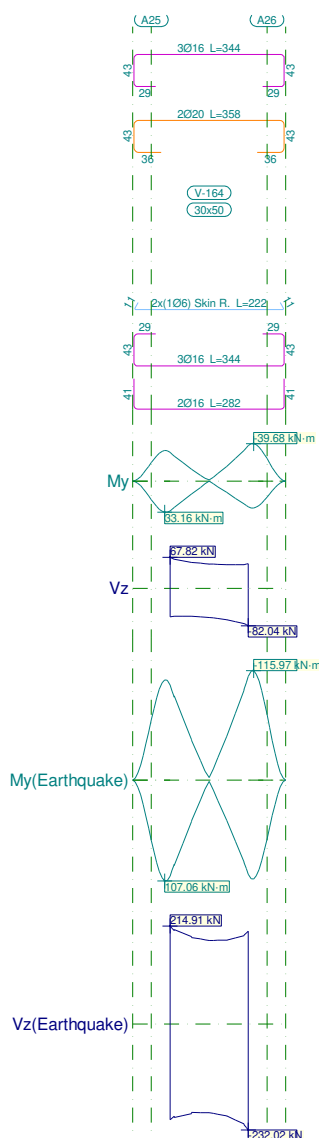 A25 A26
3Ø16 L=344
43 43
29 29
2Ø20 L=358
43 43
36 36
V-164
30x50
11 2x(1Ø6) Skin R. L=222 11
29 29
43 43
3Ø16 L=344
41 41
2Ø16 L=282
-39.68 kN·m
My
33.16 kN·m
67.82 kN
Vz
-82.04 kN
-115.97 kN·m
My(Earthquake)
107.06 kN·m
214.91 kN
Vz(Earthquake)
-232.02 kN